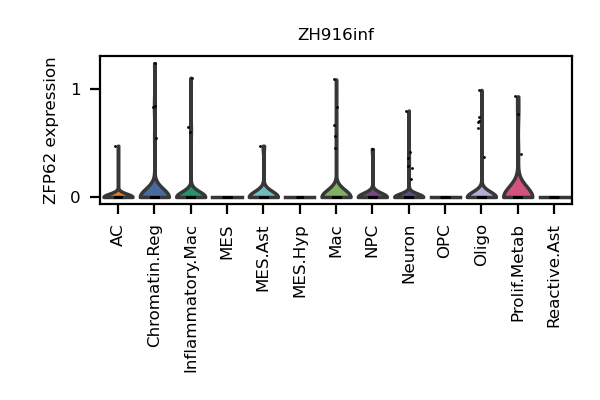 ZH916inf
ZFP62 expression
1
0
AC
Chromatin.Reg
Inflammatory.Mac
MES
MES.Ast
MES.Hyp
Mac
NPC
Neuron
OPC
Oligo
Prolif.Metab
Reactive.Ast